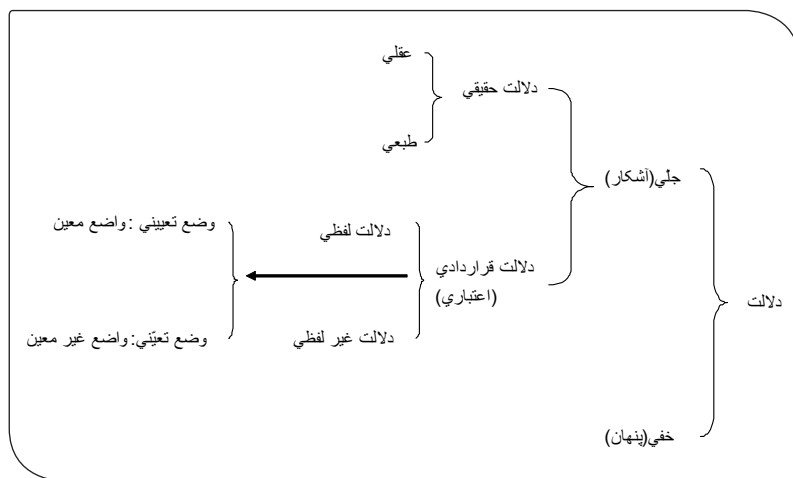 عقلي
دلالت حقيقي
طبعي
جلّي(آشکار)
وضع تعييني :واضع معين
دلالت لفظي
دلالت قراردادي
(اعتباري)
دلالت
دلالت غير لفظي
وضع تعيّني:واضع غير معين
خفي(پنهان)